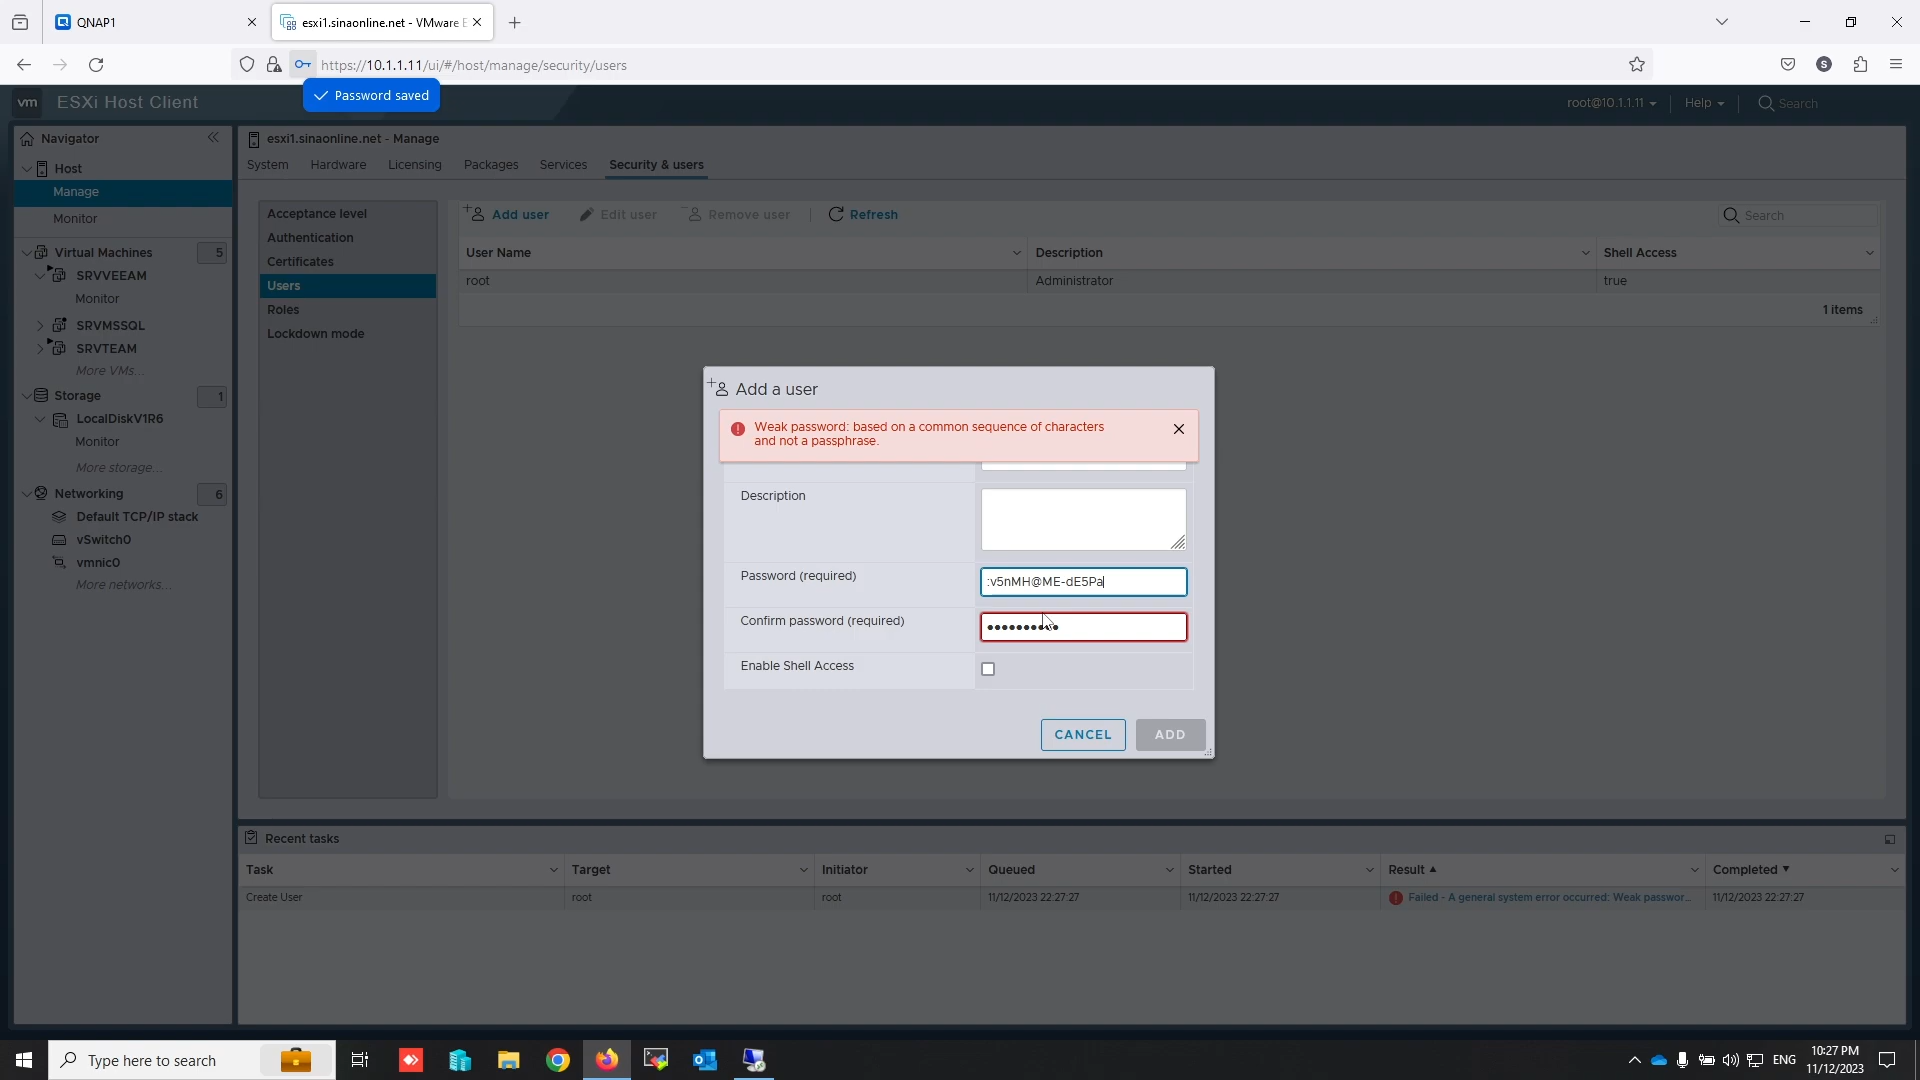 QNAP1
esxi1.sinaonline.net - VMware E
https://10.1.1.11/ui/#/host/manage/security/users
Password saved
vm ESXi Host Client
root@10.1.1.11
Help
Search
Navigator
Host
Manage
Monitor
Virtual Machines 5
SRVVEEAM
Monitor
SRVMSSQL
SRVTEAM
More VMs...
Storage 1
LocalDiskV1R6
Monitor
More storage...
Networking 6
Default TCP/IP stack
vSwitch0
vmnic0
More networks...
esxi1.sinaonline.net - Manage
System Hardware Licensing Packages Services Security & users
Acceptance level
Authentication
Certificates
Users
Roles
Lockdown mode
Add user Edit user Remove user Refresh Search
User Name Description Shell Access
root Administrator true
1 items
Add a user
Weak password: based on a common sequence of characters
and not a passphrase.
Description
Password (required) :v5nMH@ME-dE5Pa
Confirm password (required) ••••••••••
Enable Shell Access
CANCEL ADD
Recent tasks
Task Target Initiator Queued Started Result Completed
Create User root root 11/12/2023 22:27:27 11/12/2023 22:27:27 Failed - A general system error occurred: Weak passwor... 11/12/2023 22:27:27
Type here to search
ENG
10:27 PM
11/12/2023